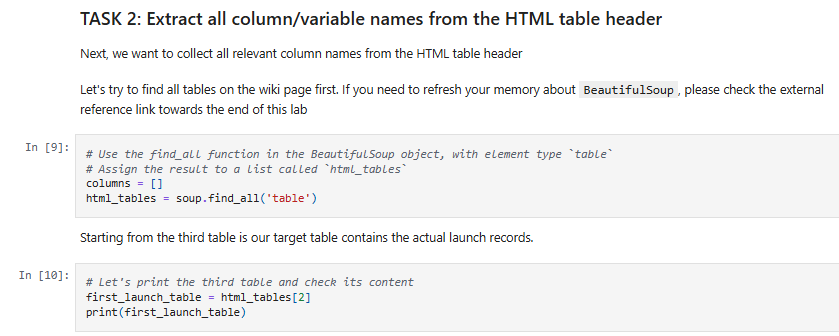 TASK 2: Extract all column/variable names from the HTML table header
Next, we want to collect all relevant column names from the HTML table header
Let's try to find all tables on the wiki page first. If you need to refresh your memory about BeautifulSoup , please check the external
reference link towards the end of this lab
In [9]:
# Use the find_all function in the BeautifulSoup object, with element type `table`
# Assign the result to a list called `html_tables`
columns = []
html_tables = soup.find_all('table')
Starting from the third table is our target table contains the actual launch records.
In [10]:
# Let's print the third table and check its content
first_launch_table = html_tables[2]
print(first_launch_table)